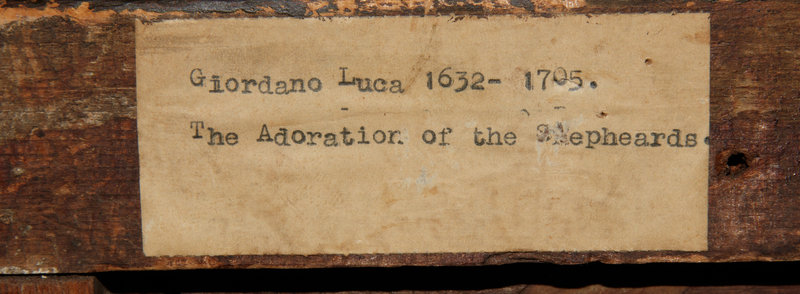 Giordano Luca 1632- 1705.
The Adoration of the Shepheards.